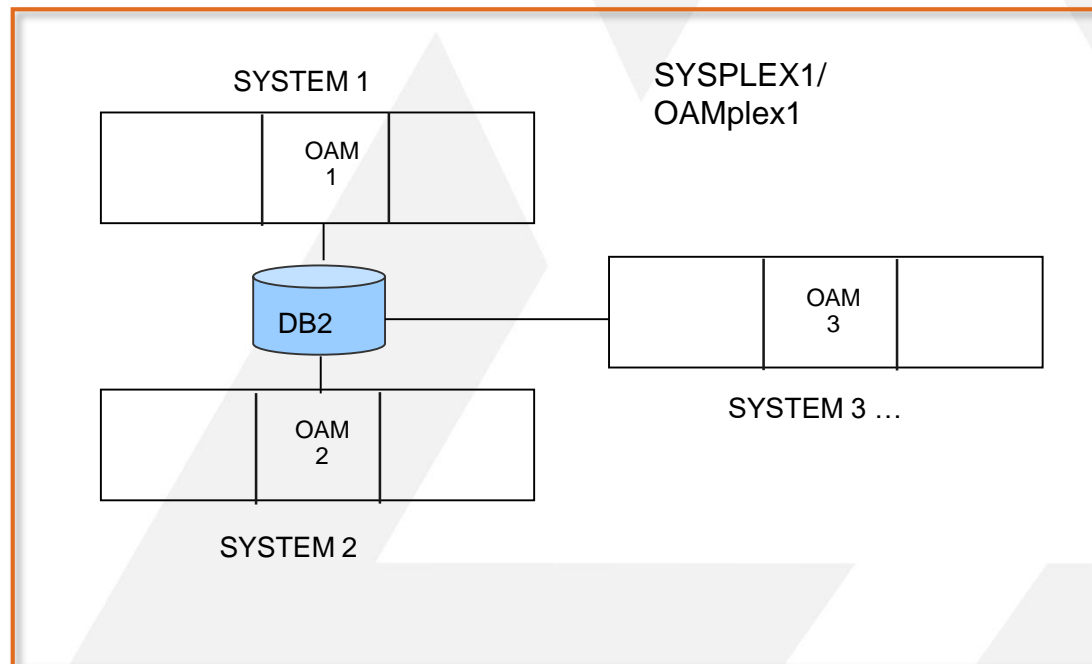 SYSTEM 1
SYSPLEX1/
OAMplex1
OAM
1
DB2
OAM
3
OAM
2
SYSTEM 3 …
SYSTEM 2